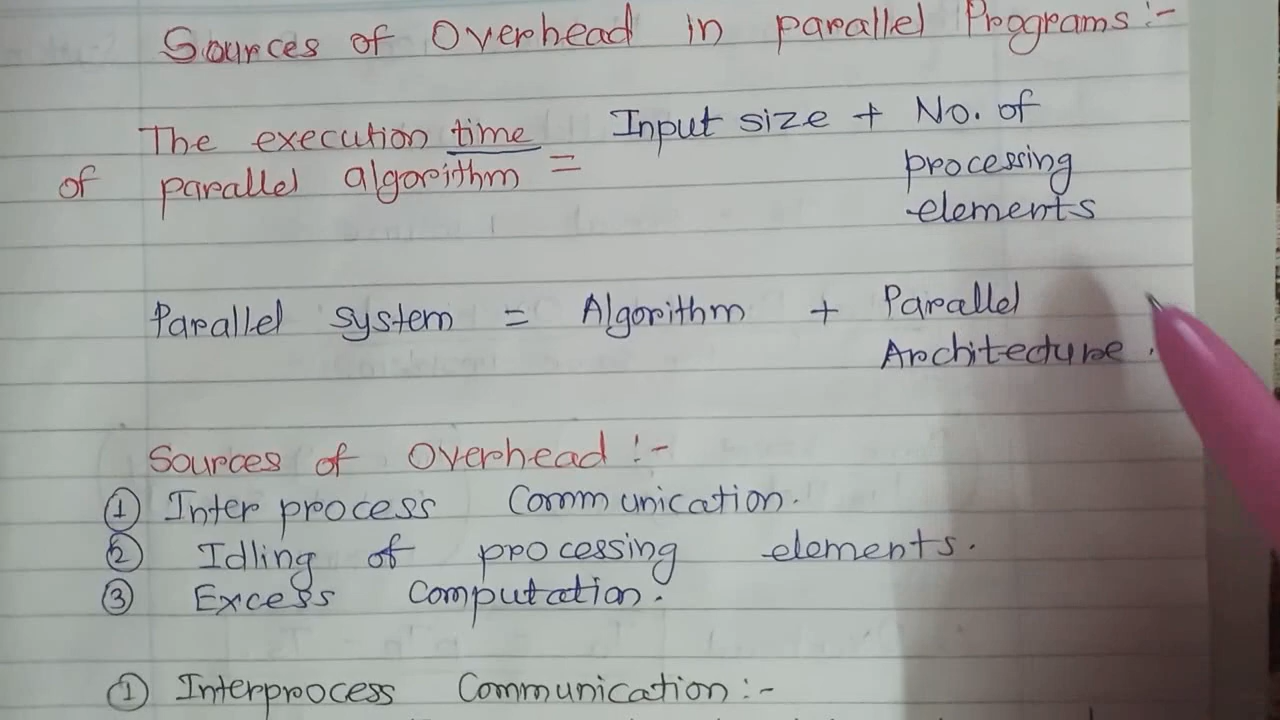 Sources of Overhead in parallel Programs:-
The execution time
of parallel algorithm = Input size + No. of
processing
elements
Parallel system = Algorithm + Parallel
Architecture.
Sources of Overhead :-
① Inter process Communication.
② Idling of processing elements.
③ Excess Computation.
① Interprocess Communication:-